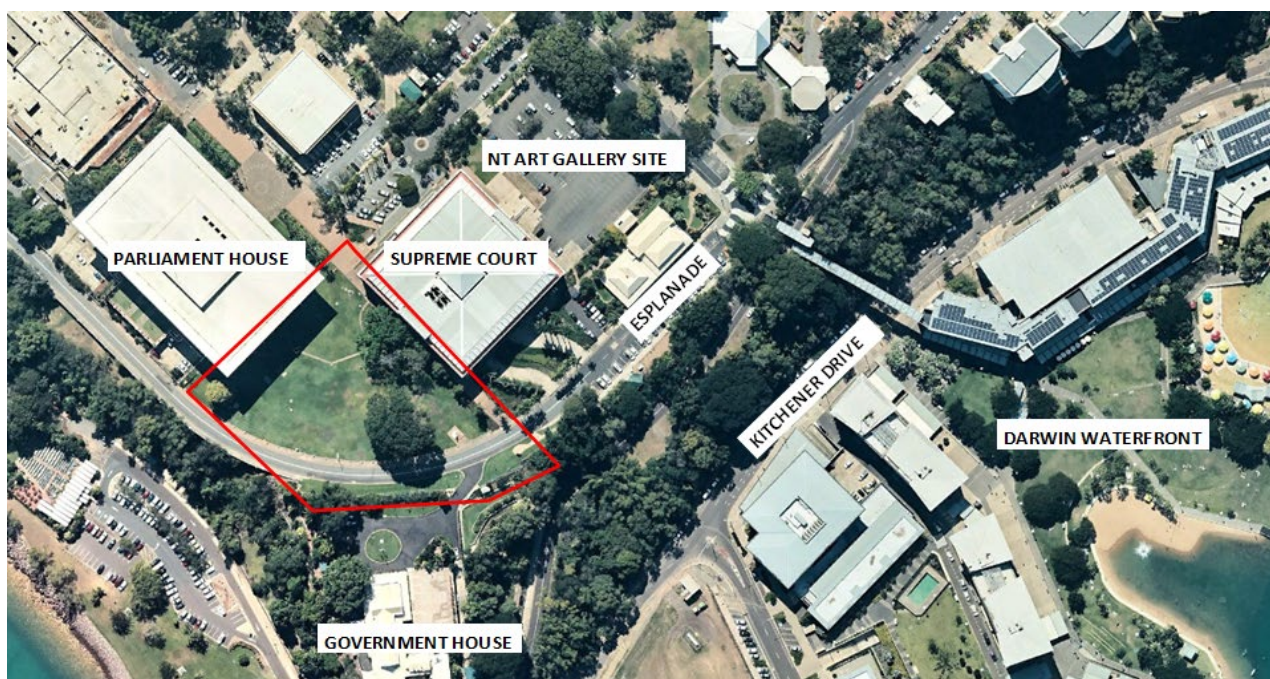 NT ART GALLERY SITE
PARLIAMENT HOUSE
SUPREME COURT
ESPLANADE
KITCHENER DRIVE
DARWIN WATERFRONT
GOVERNMENT HOUSE